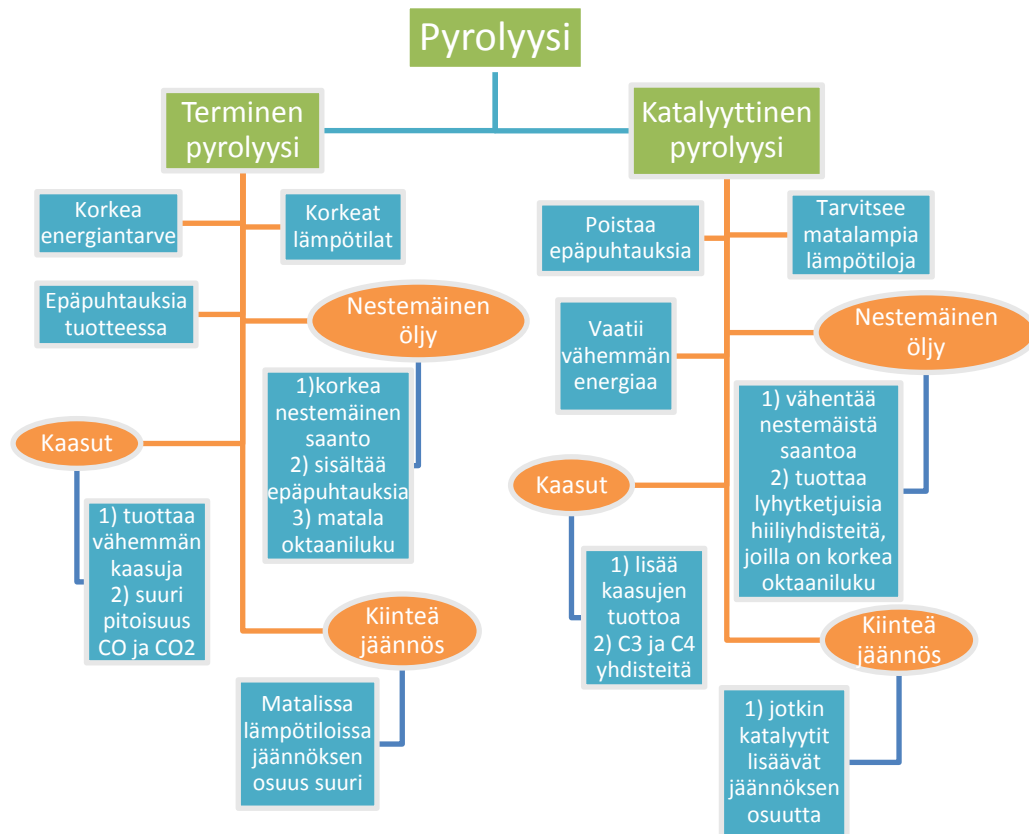 Pyrolyysi
Terminen
pyrolyysi
Korkea
energiantarve
Korkeat
lämpötilat
Epäpuhtauksia
tuotteessa
Nestemäinen
öljy
1)korkea
nestemäinen
saanto
2) sisältää
epäpuhtauksia
3) matala
oktaaniluku
Kaasut
1) tuottaa
vähemmän
kaasuja
2) suuri
pitoisuus
CO ja CO2
Kiinteä
jäännös
Matalissa
lämpötiloissa
jäännöksen
osuus suuri
Katalyyttinen
pyrolyysi
Poistaa
epäpuhtauksia
Tarvitsee
matalampia
lämpötiloja
Vaatii
vähemmän
energiaa
Nestemäinen
öljy
1) vähentää
nestemäistä
saantoa
2) tuottaa
lyhytketjuisia
hiiliyhdisteitä,
joilla on korkea
oktaaniluku
Kaasut
1) lisää
kaasujen
tuottoa
2) C3 ja C4
yhdisteitä
Kiinteä
jäännös
1) jotkin
katalyytit
lisäävät
jäännöksen
osuutta